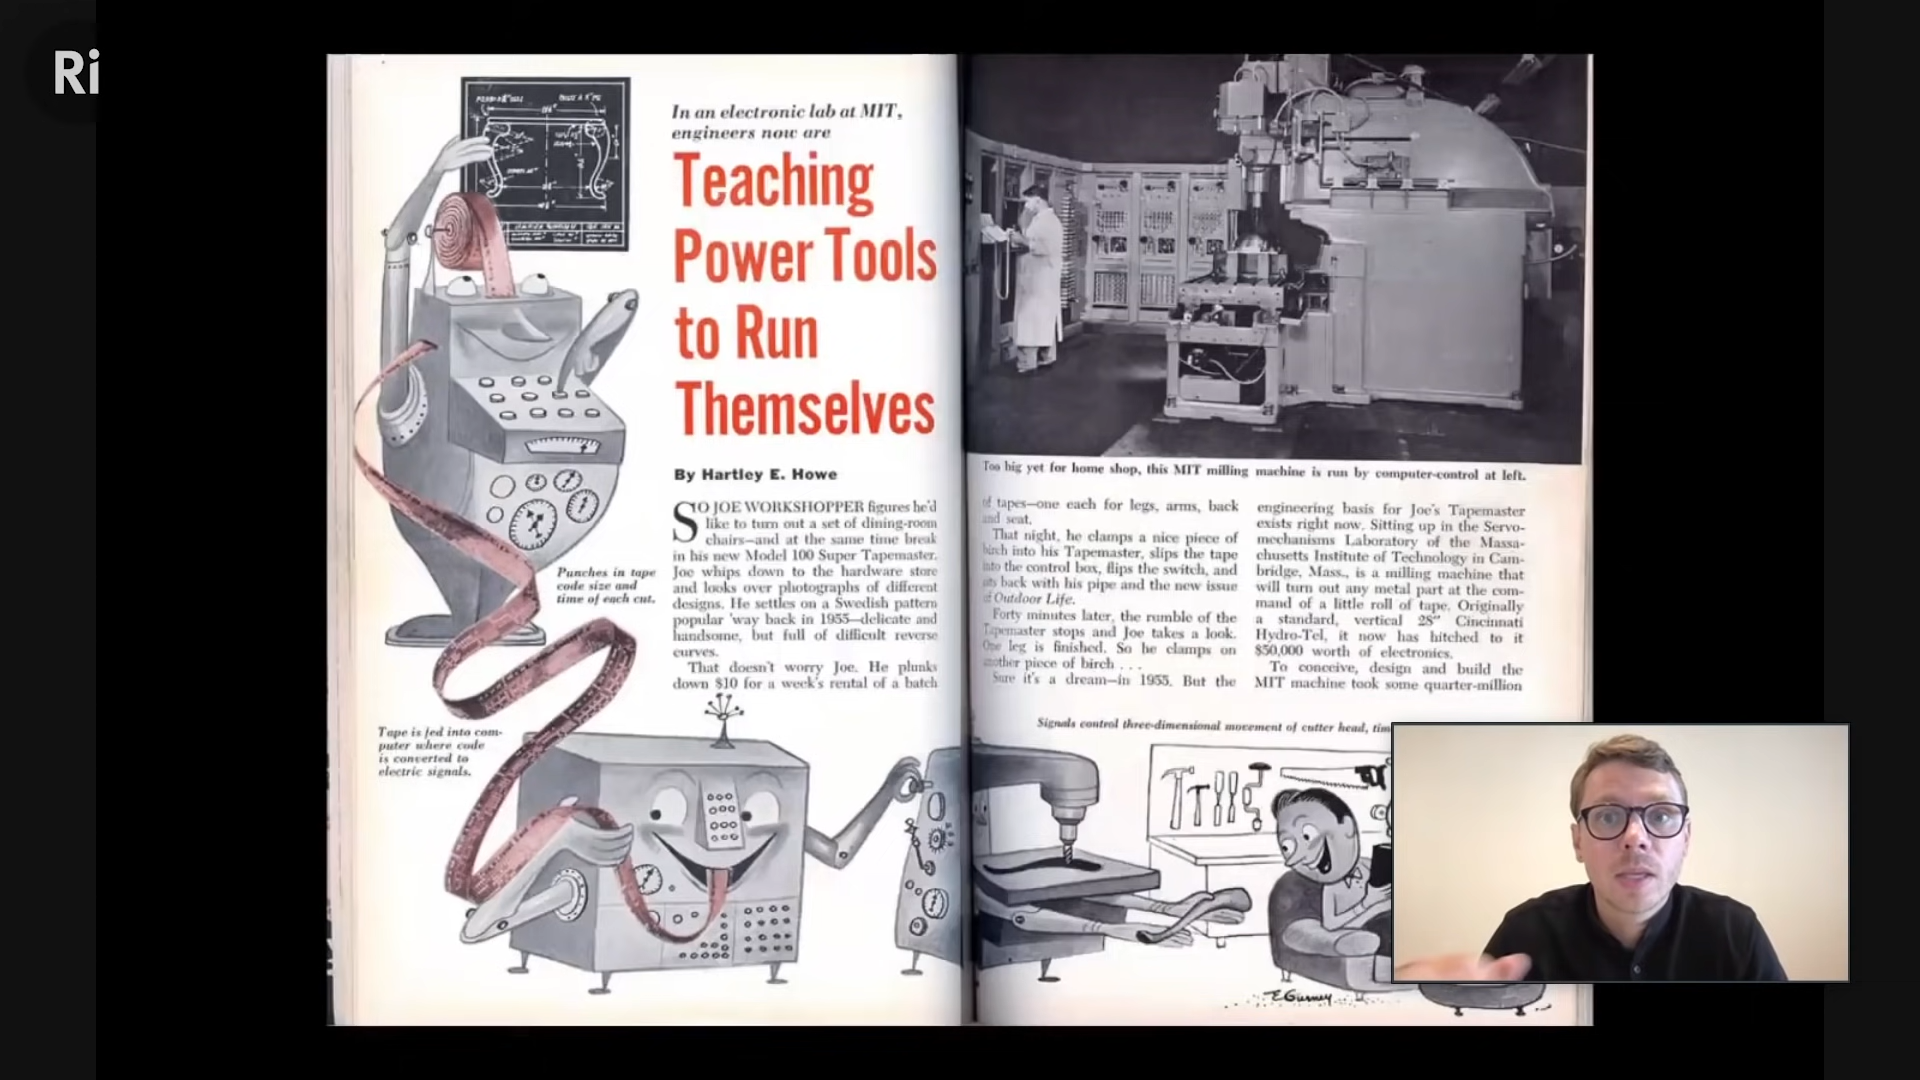 Ri
In an electronic lab at MIT,
engineers now are
Teaching
Power Tools
to Run
Themselves
By Hartley E. Howe
SO JOE WORKSHOPPER figures he'd
like to turn out a set of dining-room
chairs—and at the same time break
in his new Model 100 Super Tapemaster.
Joe whips down to the hardware store
and looks over photographs of different
designs. He settles on a Swedish pattern
popular 'way back in 1955—delicate and
handsome, but full of difficult reverse
curves.
That doesn't worry Joe. He plunks
down $10 for a week's rental of a batch
Punches in tape
code size and
time of each cut.
Tape is fed into com-
puter where code
is converted to
electric signals.
Too big yet for home shop, this MIT milling machine is run by computer-control at left.
of tapes—one each for legs, arms, back
and seat.
That night, he clamps a nice piece of
birch into his Tapemaster, slips the tape
into the control box, flips the switch, and
sits back with his pipe and the new issue
of Outdoor Life.
Forty minutes later, the rumble of the
Tapemaster stops and Joe takes a look.
One leg is finished. So he clamps on
another piece of birch . . .
Sure it's a dream—in 1955. But the
engineering basis for Joe's Tapemaster
exists right now. Sitting up in the Servo-
mechanisms Laboratory of the Massa-
chusetts Institute of Technology in Cam-
bridge, Mass., is a milling machine that
will turn out any metal part at the com-
mand of a little roll of tape. Originally
a standard, vertical 28" Cincinnati
Hydro-Tel, it now has hitched to it
$50,000 worth of electronics.
To conceive, design and build the
MIT machine took some quarter-million
Signals control three-dimensional movement of cutter head, tim
E Gurney